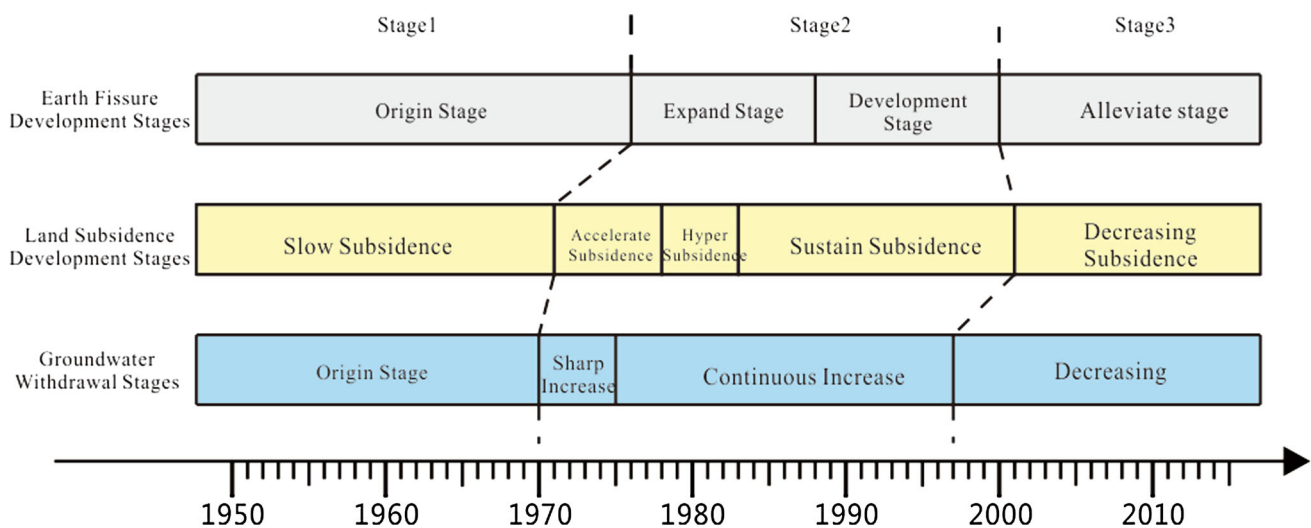 Stage1
Stage2
Stage3
Earth Fissure
Development Stages
Origin Stage
Expand Stage
Development
Stage
Alleviate stage
Land Subsidence
Development Stages
Slow Subsidence
Accelerate
Subsidence
Hyper
Subsidence
Sustain Subsidence
Decreasing
Subsidence
Groundwater
Withdrawal Stages
Origin Stage
Sharp
Increase
Continuous Increase
Decreasing
1950
1960
1970
1980
1990
2000
2010